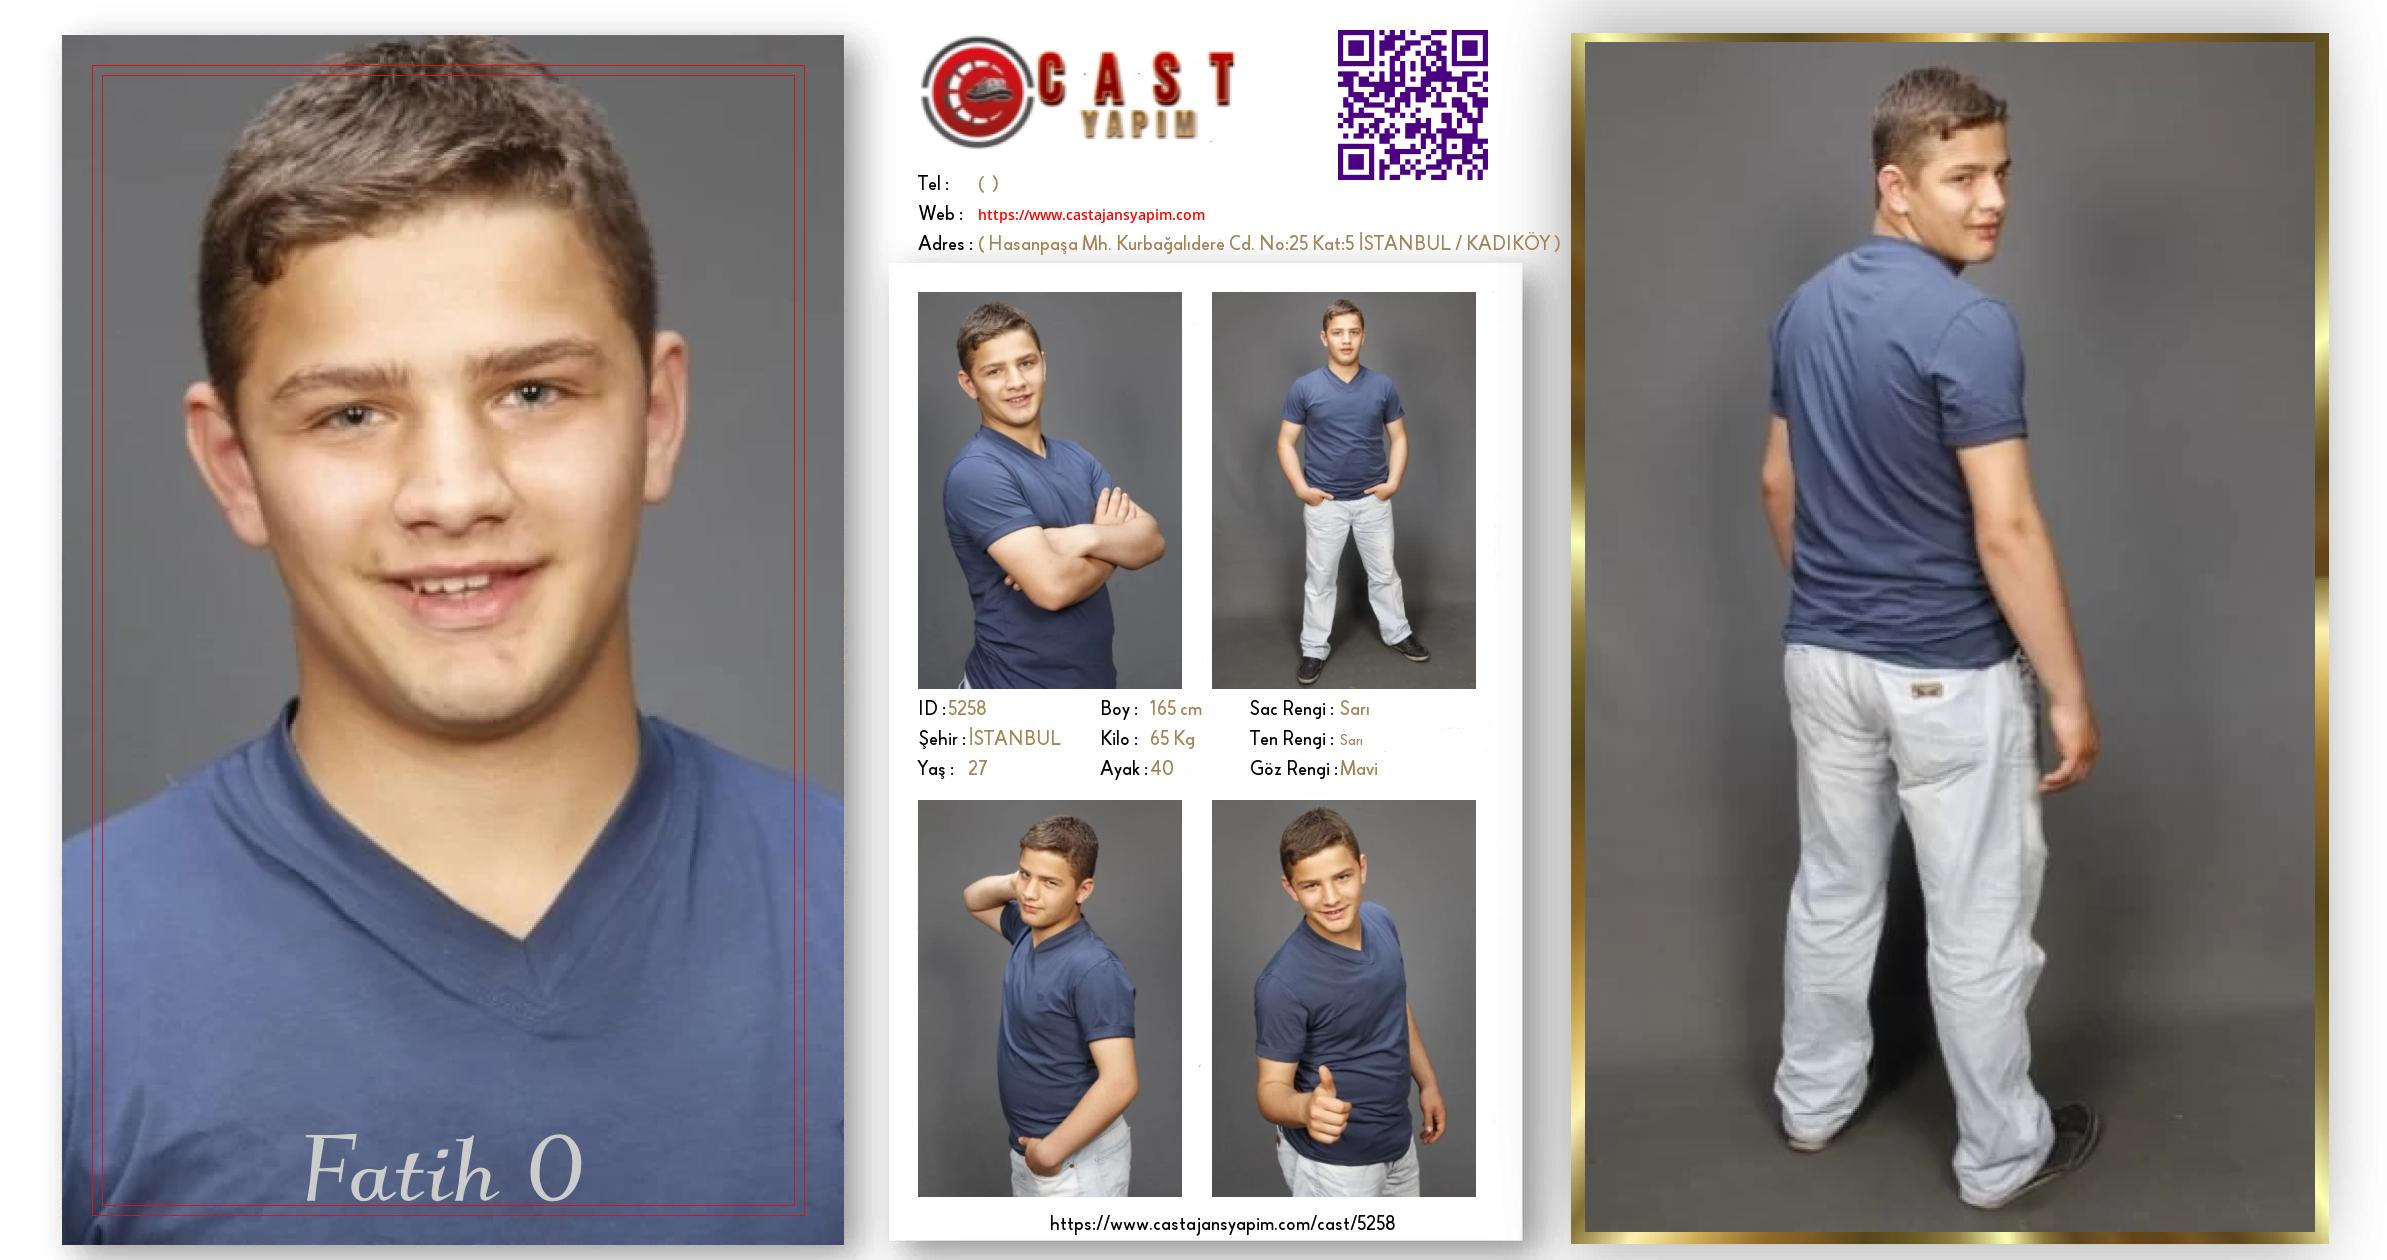 Fatih O
CAST
YAPIM
Tel : ( )
Web : https://www.castajansyapim.com
Adres : ( Hasanpaşa Mh. Kurbağalıdere Cd. No:25 Kat:5 İSTANBUL / KADIKÖY )
ID : 5258 Boy : 165 cm Sac Rengi : Sarı
Şehir : İSTANBUL Kilo : 65 Kg Ten Rengi : Sarı
Yaş : 27 Ayak : 40 Göz Rengi : Mavi
https://www.castajansyapim.com/cast/5258